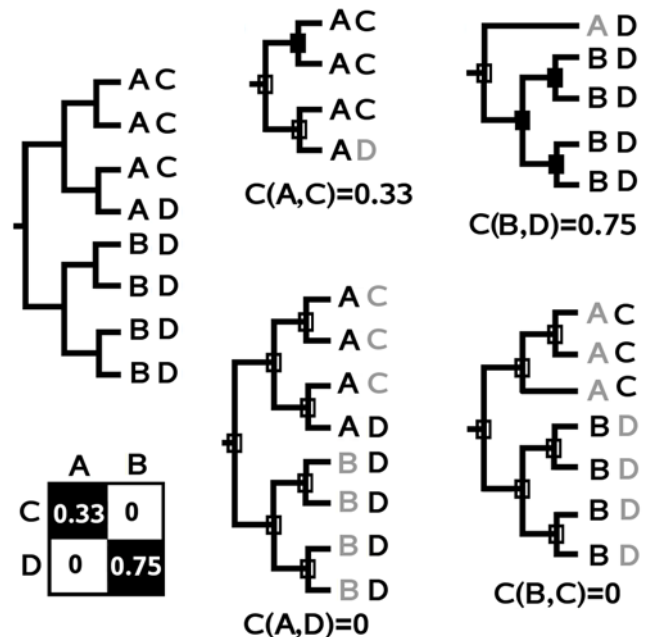 A C
A C
A C
A D
B D
B D
B D
B D
A C
A C
A C
A D
C(A,C)=0.33
A D
B D
B D
B D
B D
C(B,D)=0.75
A C
A C
A C
A D
B D
B D
B D
B D
C(A,D)=0
A C
A C
A C
B D
B D
B D
B D
C(B,C)=0
A B
C 0.33 0
D 0 0.75